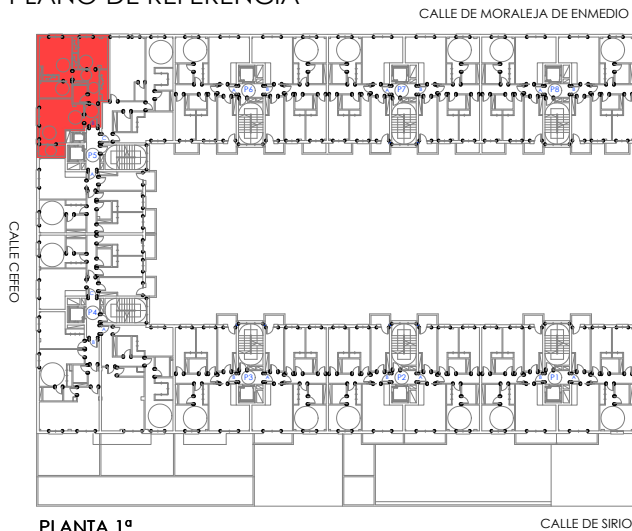 PLANO DE REFERENCIA
CALLE DE MORALEJA DE ENMEDIO
P6
P7
P8
P5
CALLE CEFEO
P4
P3
P2
P1
PLANTA 1ª
CALLE DE SIRIO